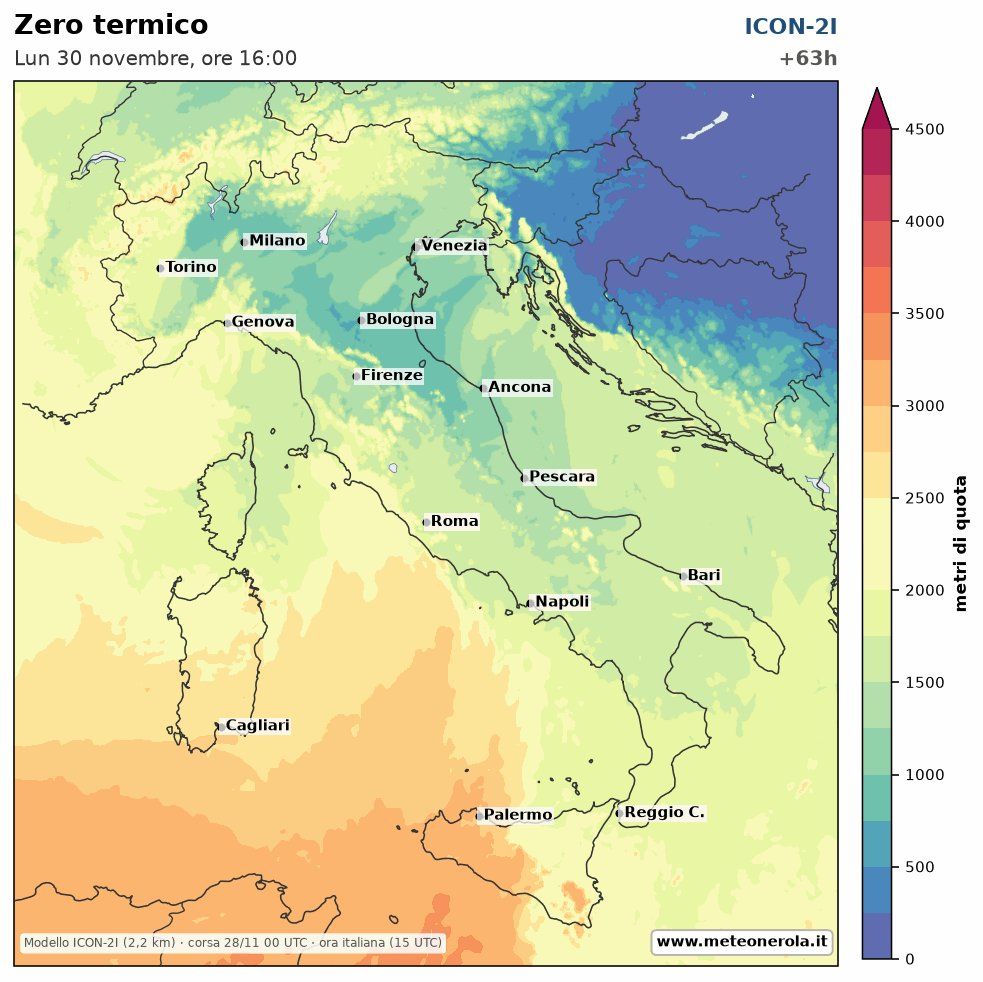 Zero termico
ICON-2I
Lun 30 novembre, ore 16:00
+63h
Milano
Venezia
Torino
Genova
Bologna
Firenze
Ancona
Pescara
Roma
Bari
Napoli
Cagliari
Palermo
Reggio C.
4500
4000
3500
3000
2500
2000
1500
1000
500
0
metri di quota
Modello ICON-2I (2,2 km) · corsa 28/11 00 UTC · ora italiana (15 UTC)
www.meteonerola.it